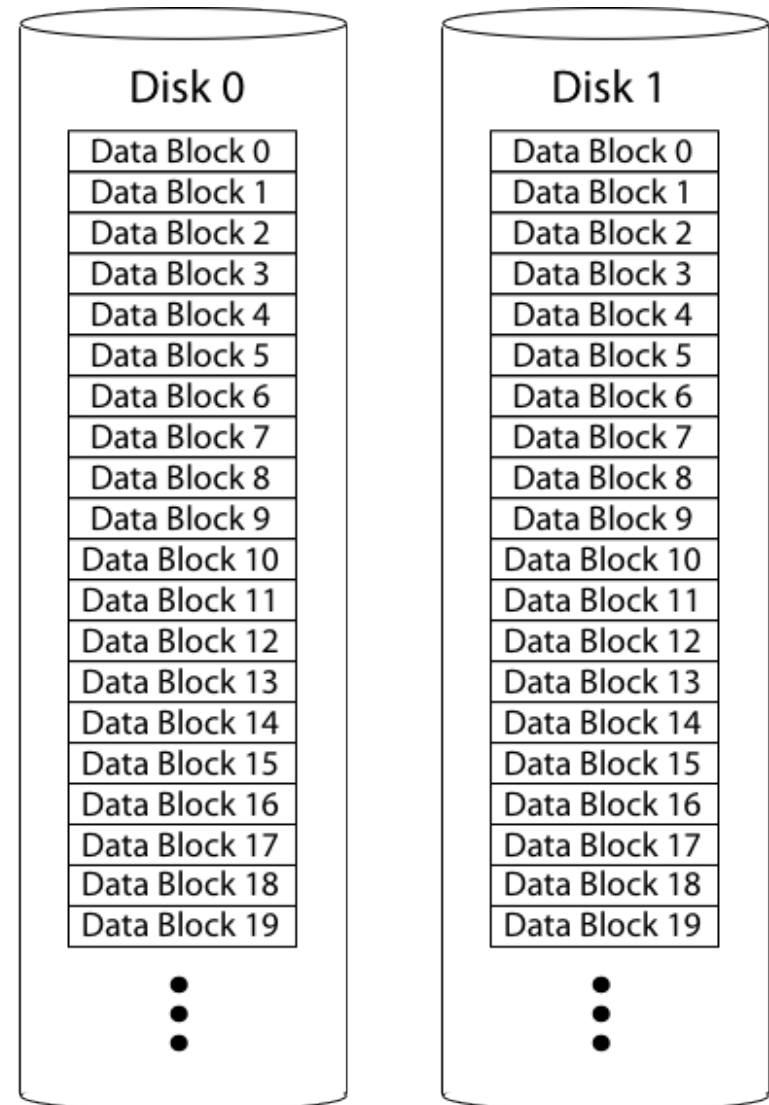 Disk 0
Data Block 0
Data Block 1
Data Block 2
Data Block 3
Data Block 4
Data Block 5
Data Block 6
Data Block 7
Data Block 8
Data Block 9
Data Block 10
Data Block 11
Data Block 12
Data Block 13
Data Block 14
Data Block 15
Data Block 16
Data Block 17
Data Block 18
Data Block 19
Disk 1
Data Block 0
Data Block 1
Data Block 2
Data Block 3
Data Block 4
Data Block 5
Data Block 6
Data Block 7
Data Block 8
Data Block 9
Data Block 10
Data Block 11
Data Block 12
Data Block 13
Data Block 14
Data Block 15
Data Block 16
Data Block 17
Data Block 18
Data Block 19